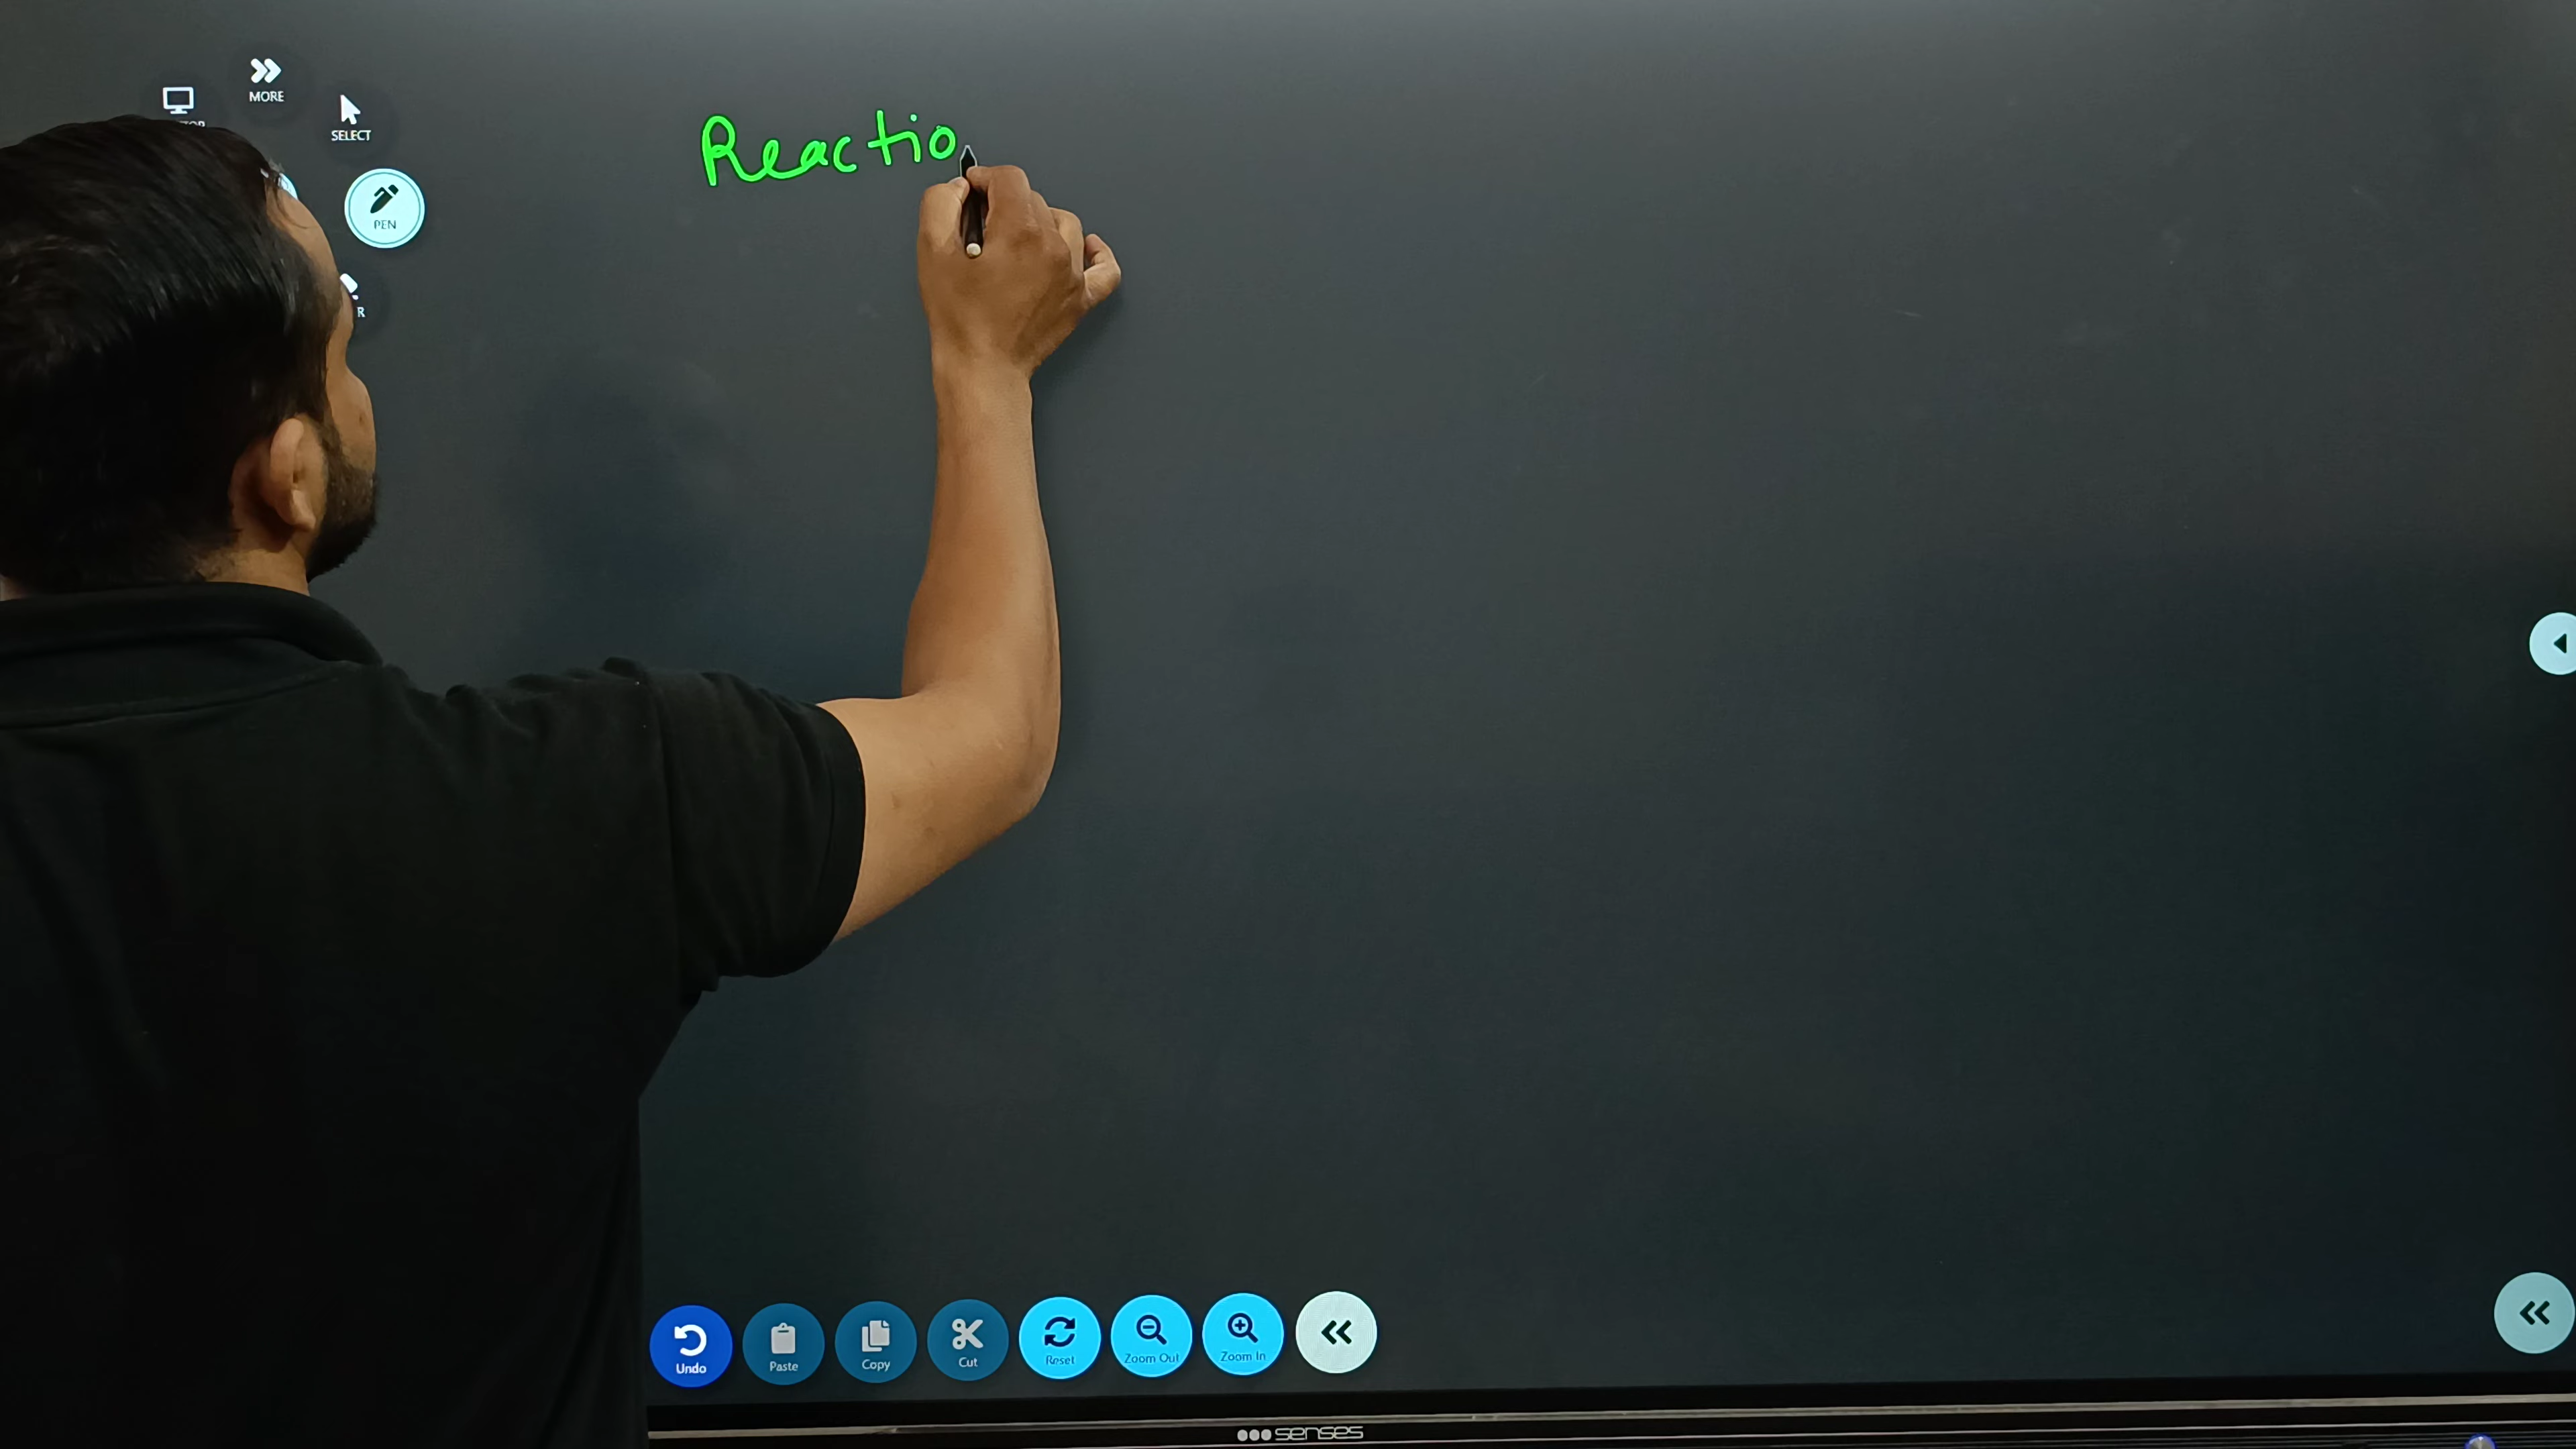 MORE
SELECT
Reactio
PEN
R
Undo
Paste
Copy
Cut
Reset
Zoom Out
Zoom In
senses